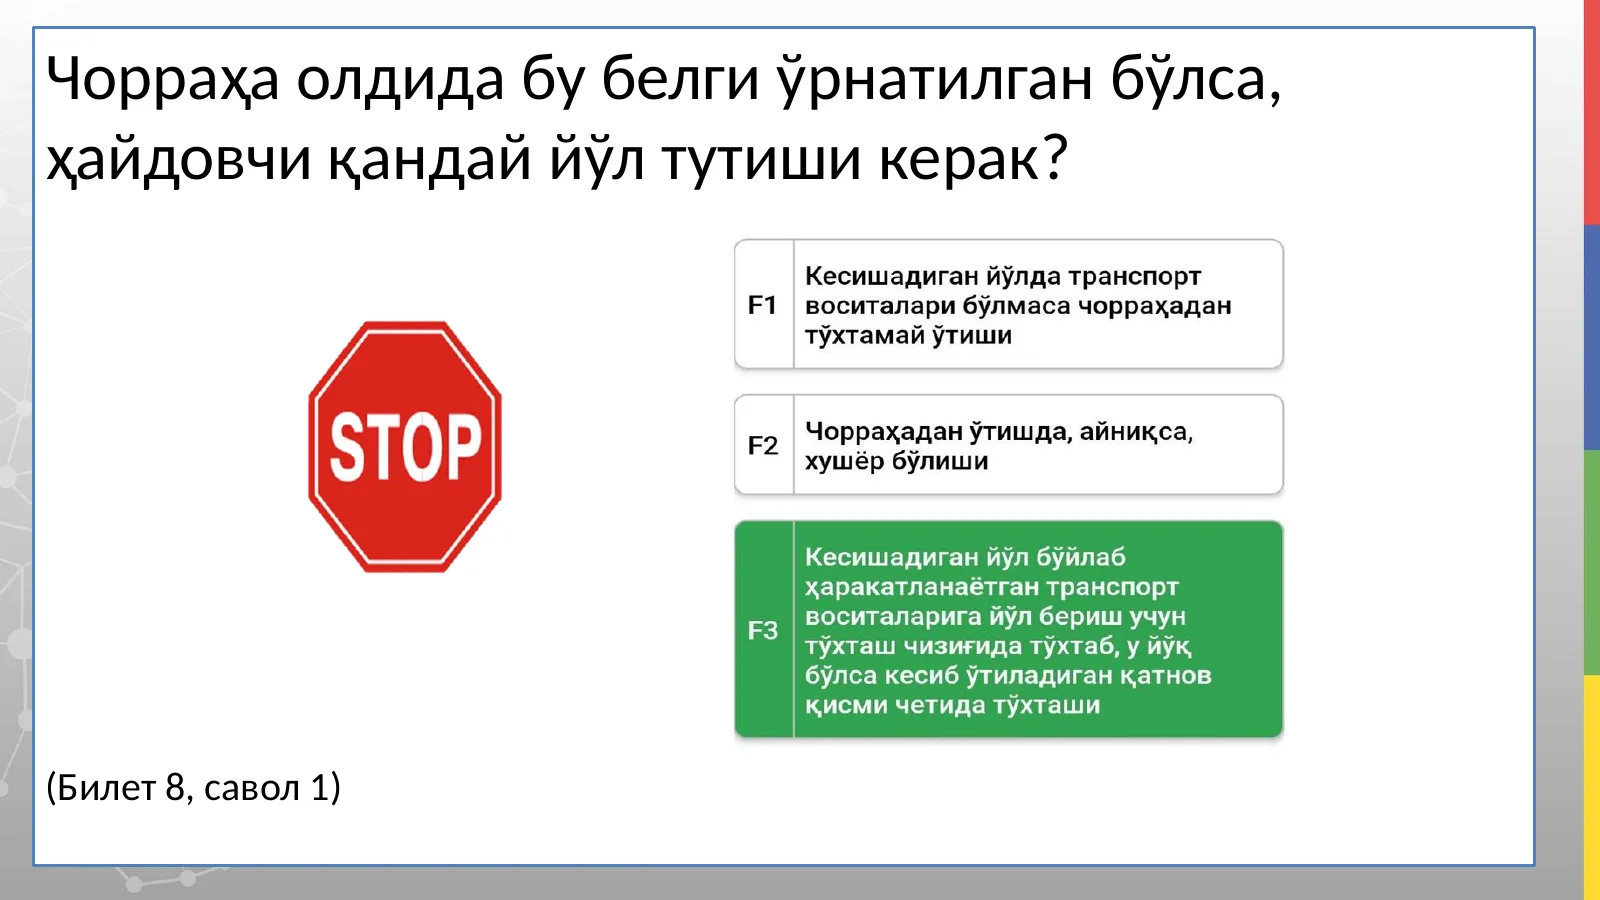 Чорраҳа олдида бу белги ўрнатилган бўлса,
ҳайдовчи қандай йўл тутиши керак?
STOP
F1
Кесишадиган йўлда транспорт
воситалари бўлмаса чорраҳадан
тўхтамай ўтиши
F2
Чорраҳадан ўтишда, айниқса,
хушёр бўлиши
F3
Кесишадиган йўл бўйлаб
ҳаракатланаётган транспорт
воситаларига йўл бериш учун
тўхташ чизиғида тўхтаб, у йўқ
бўлса кесиб ўтиладиган қатнов
қисми четида тўхташи
(Билет 8, савол 1)